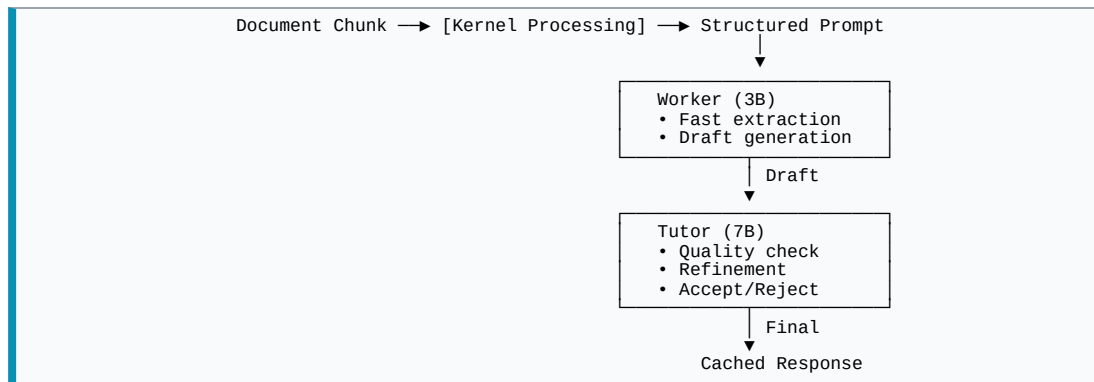 Document Chunk ──▶ [Kernel Processing] ──▶ Structured Prompt
Worker (3B)
• Fast extraction
• Draft generation
Draft
Tutor (7B)
• Quality check
• Refinement
• Accept/Reject
Final
Cached Response